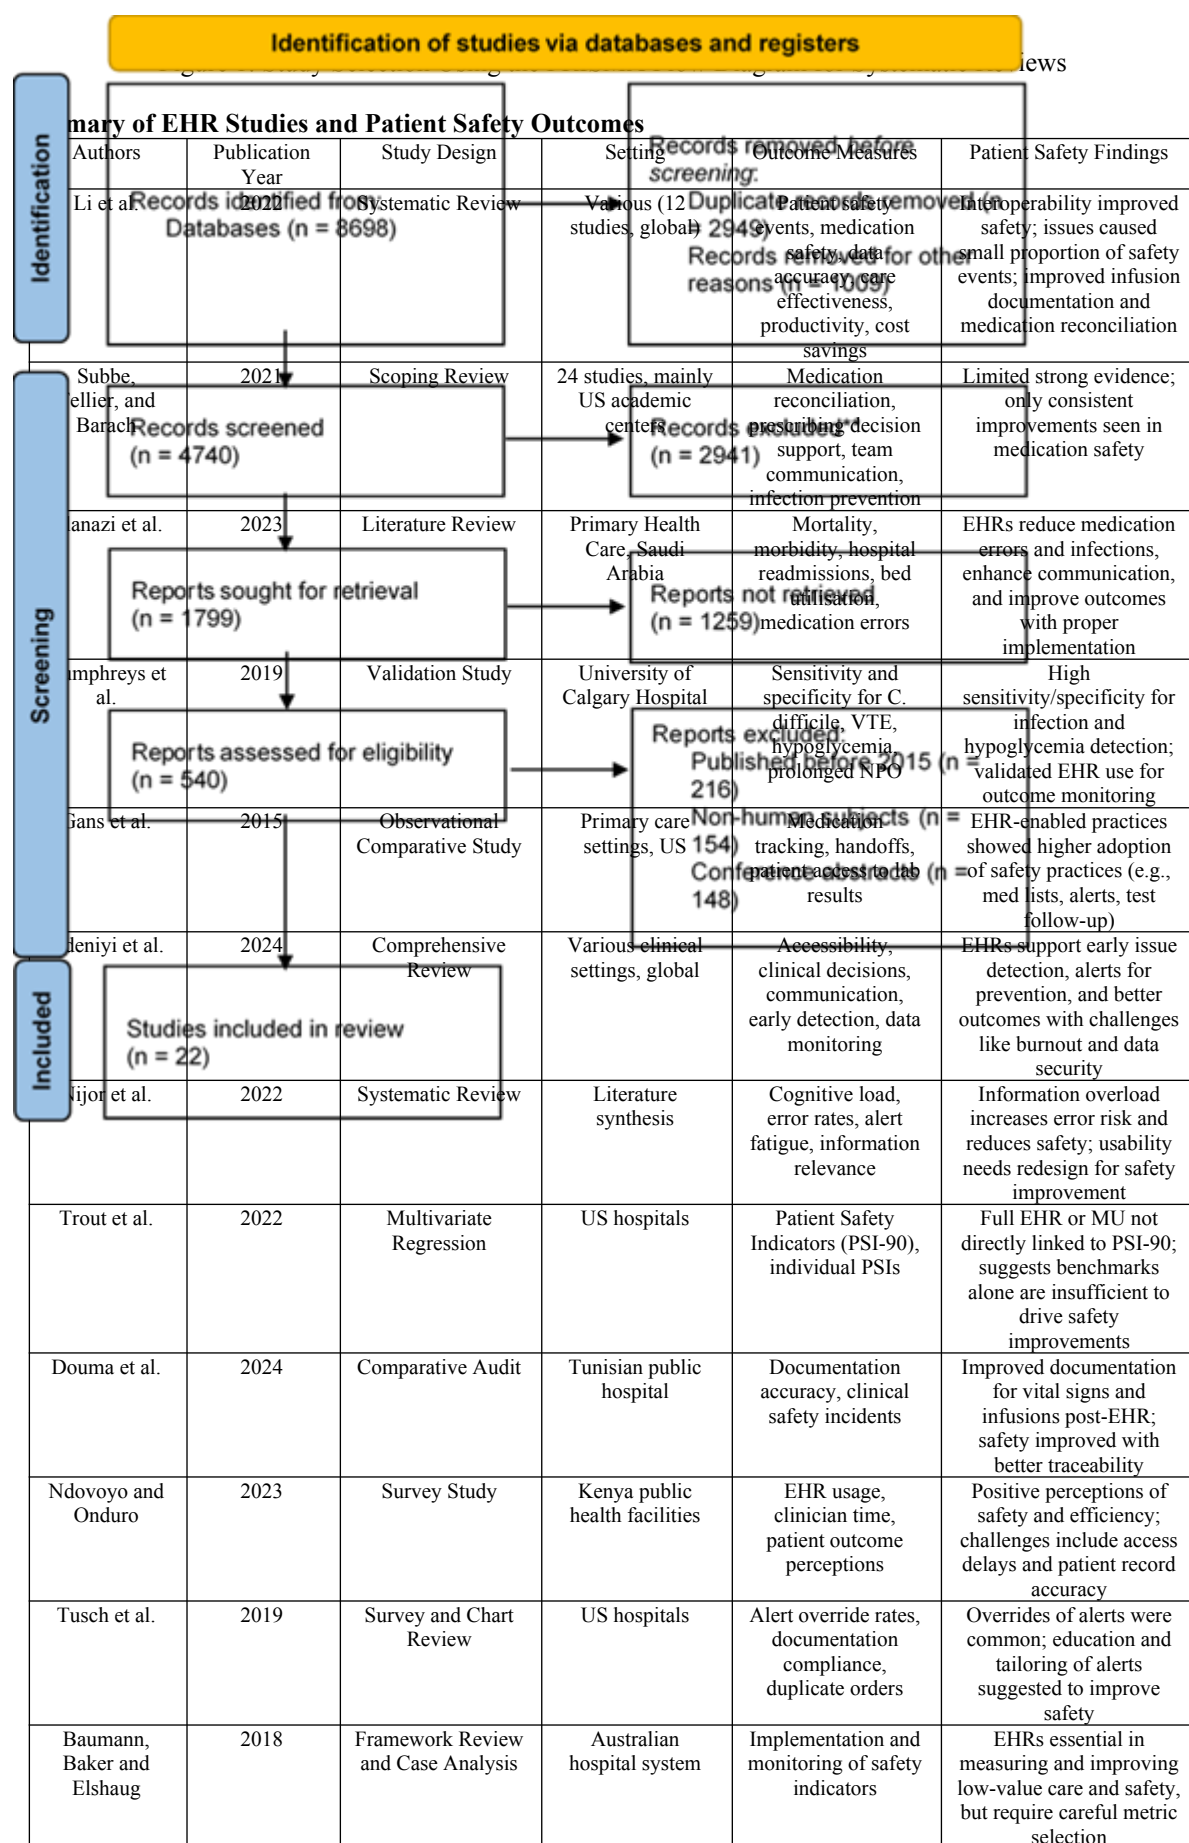 Identification of studies via databases and registers
Identification
Records identified from:
Databases (n = 8698)
Records removed before
screening:
Duplicate records removed (n
= 2949)
Records removed for other
reasons (n = 1009)
Screening
Records screened
(n = 4740)
Records excluded**
(n = 2941)
Reports sought for retrieval
(n = 1799)
Reports not retrieved
(n = 1259)
Reports assessed for eligibility
(n = 540)
Reports excluded:
Published before 2015 (n =
216)
Non-human subjects (n =
154)
Conference abstracts (n =
148)
Included
Studies included in review
(n = 22)
mary of EHR Studies and Patient Safety Outcomes
Authors
Publication
Year
Study Design
Setting
Outcome Measures
Patient Safety Findings
Li et al.
2022
Systematic Review
Various (12
studies, global)
Patient safety
events, medication
safety, data
accuracy, care
effectiveness,
productivity, cost
savings
Interoperability improved
safety; issues caused
small proportion of safety
events; improved infusion
documentation and
medication reconciliation
Subbe,
ellier, and
Barach
2021
Scoping Review
24 studies, mainly
US academic
centers
Medication
reconciliation,
prescribing decision
support, team
communication,
infection prevention
Limited strong evidence;
only consistent
improvements seen in
medication safety
lanazi et al.
2023
Literature Review
Primary Health
Care, Saudi
Arabia
Mortality,
morbidity, hospital
readmissions, bed
utilisation,
medication errors
EHRs reduce medication
errors and infections,
enhance communication,
and improve outcomes
with proper
implementation
umphreys et
al.
2019
Validation Study
University of
Calgary Hospital
Sensitivity and
specificity for C.
difficile, VTE,
hypoglycemia,
prolonged NPO
High
sensitivity/specificity for
infection and
hypoglycemia detection;
validated EHR use for
outcome monitoring
Gans et al.
2015
Observational
Comparative Study
Primary care
settings, US
Medication
tracking, handoffs,
patient access to lab
results
EHR-enabled practices
showed higher adoption
of safety practices (e.g.,
med lists, alerts, test
follow-up)
deniyi et al.
2024
Comprehensive
Review
Various clinical
settings, global
Accessibility,
clinical decisions,
communication,
early detection, data
monitoring
EHRs support early issue
detection, alerts for
prevention, and better
outcomes with challenges
like burnout and data
security
Nijor et al.
2022
Systematic Review
Literature
synthesis
Cognitive load,
error rates, alert
fatigue, information
relevance
Information overload
increases error risk and
reduces safety; usability
needs redesign for safety
improvement
Trout et al.
2022
Multivariate
Regression
US hospitals
Patient Safety
Indicators (PSI-90),
individual PSIs
Full EHR or MU not
directly linked to PSI-90;
suggests benchmarks
alone are insufficient to
drive safety
improvements
Douma et al.
2024
Comparative Audit
Tunisian public
hospital
Documentation
accuracy, clinical
safety incidents
Improved documentation
for vital signs and
infusions post-EHR;
safety improved with
better traceability
Ndovoyo and
Onduro
2023
Survey Study
Kenya public
health facilities
EHR usage,
clinician time,
patient outcome
perceptions
Positive perceptions of
safety and efficiency;
challenges include access
delays and patient record
accuracy
Tusch et al.
2019
Survey and Chart
Review
US hospitals
Alert override rates,
documentation
compliance,
duplicate orders
Overrides of alerts were
common; education and
tailoring of alerts
suggested to improve
safety
Baumann,
Baker and
Elshaug
2018
Framework Review
and Case Analysis
Australian
hospital system
Implementation and
monitoring of safety
indicators
EHRs essential in
measuring and improving
low-value care and safety,
but require careful metric
selection